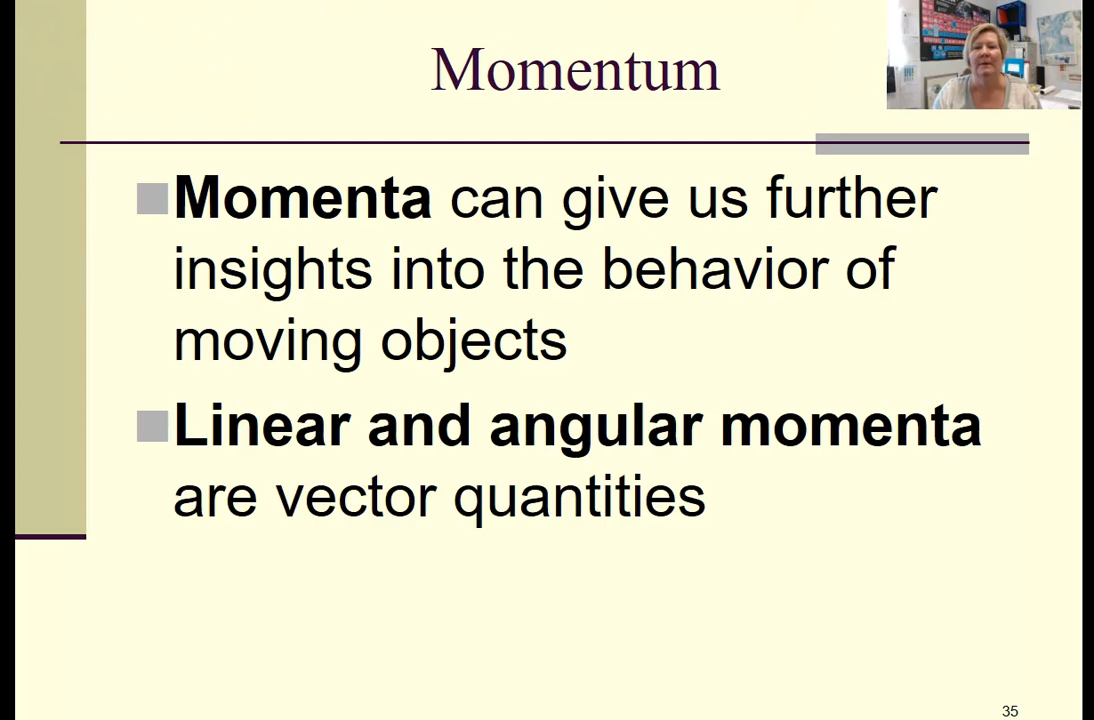 Momentum
Momenta can give us further
insights into the behavior of
moving objects
Linear and angular momenta
are vector quantities
35